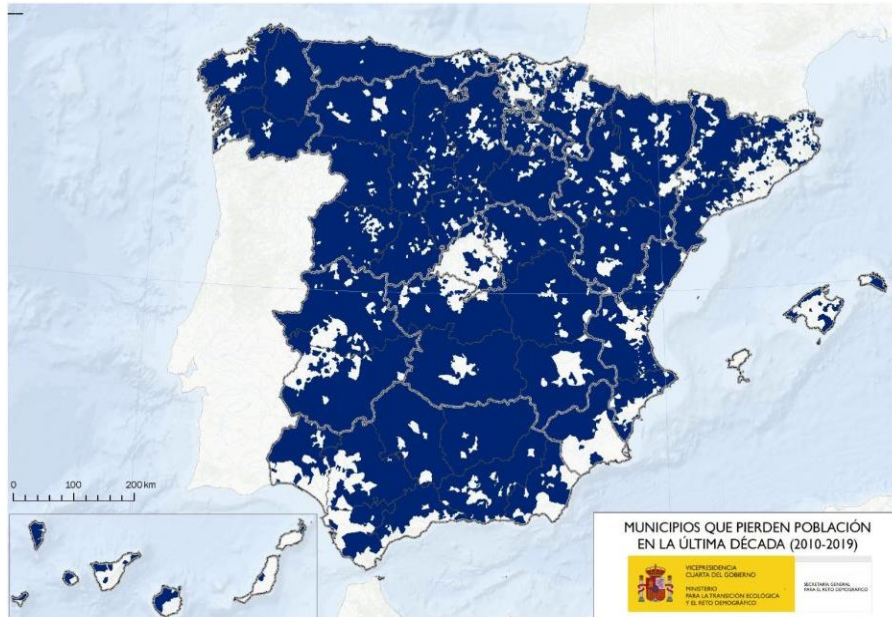 0 100 200 km
MUNICIPIOS QUE PIERDEN POBLACIÓN
EN LA ÚLTIMA DÉCADA (2010-2019)
VICEPRESIDENCIA
CUARTA DEL GOBIERNO
MINISTERIO
PARA LA TRANSICIÓN ECOLÓGICA
Y EL RETO DEMOGRÁFICO
SECRETARÍA GENERAL
PARA EL RETO DEMOGRÁFICO